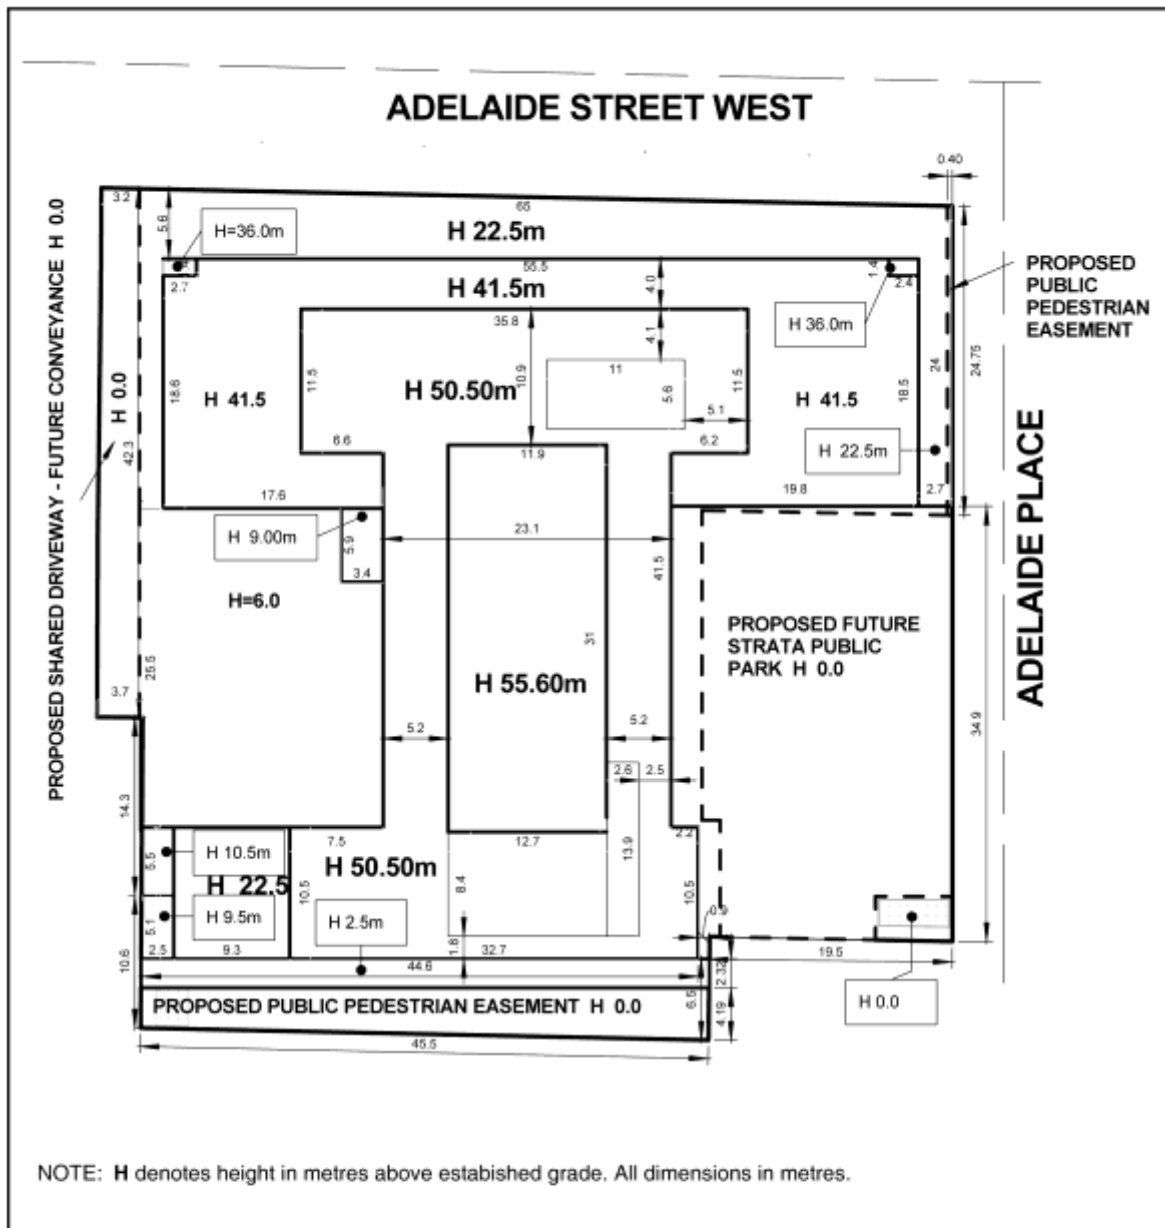 ADELAIDE STREET WEST
0.40
3.2
65
5.6
H=36.0m
H 22.5m
55.5
2.7
H 41.5m
4.0
1.4
2.4
PROPOSED
PUBLIC
PEDESTRIAN
EASEMENT
35.8
4.1
H 36.0m
PROPOSED SHARED DRIVEWAY - FUTURE CONVEYANCE H 0.0
H 0.0
18.6
H 41.5
11.5
H 50.50m
10.9
11
5.6
11.5
H 41.5
18.5
24
24.75
5.1
42.3
6.6
11.9
6.2
H 22.5m
17.6
19.8
2.7
ADELAIDE PLACE
H 9.00m
5.9
3.4
23.1
41.5
H=6.0
31
PROPOSED FUTURE
STRATA PUBLIC
PARK H 0.0
25.5
3.7
H 55.60m
34.9
5.2
5.2
2.6
2.5
14.3
7.5
12.7
2.2
5.5
H 10.5m
H 50.50m
13.9
H 22.5
10.5
8.4
10.5
5.1
H 9.5m
H 2.5m
0.9
10.6
2.5
9.3
1.8
32.7
19.5
44.6
2.32
6.5
H 0.0
PROPOSED PUBLIC PEDESTRIAN EASEMENT H 0.0
4.19
45.5
NOTE: H denotes height in metres above estabished grade. All dimensions in metres.